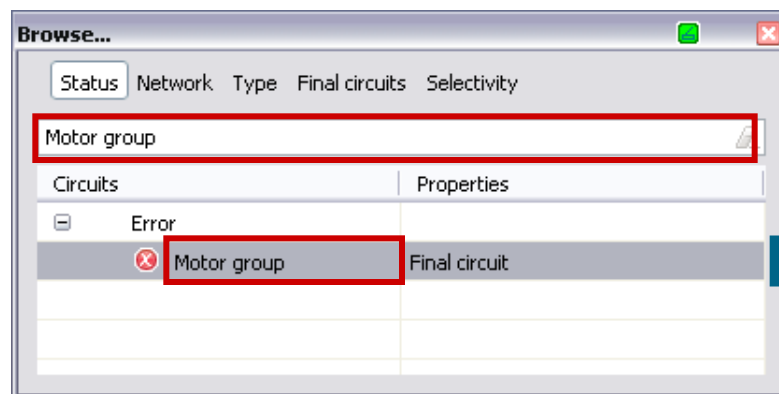 Browse...
Status Network Type Final circuits Selectivity
Motor group
Circuits Properties
Error
Motor group Final circuit